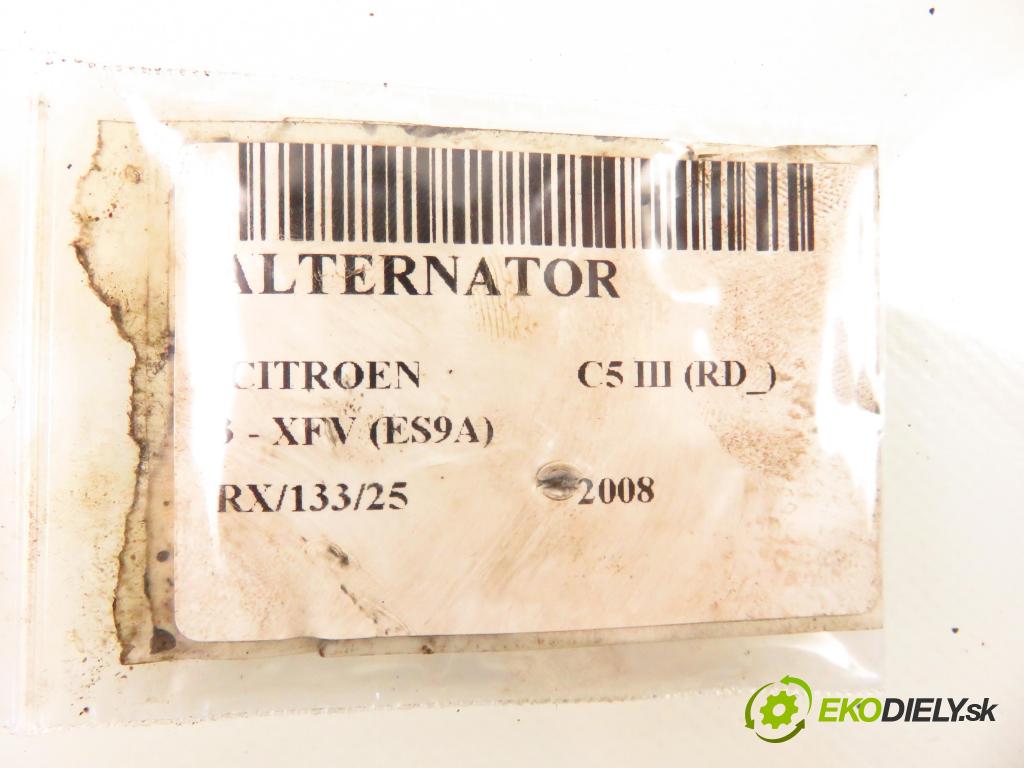 ALTERNATOR
CITROEN C5 III (RD_)
- XFV (ES9A)
RX/133/25 2008
EKODIELY.sk